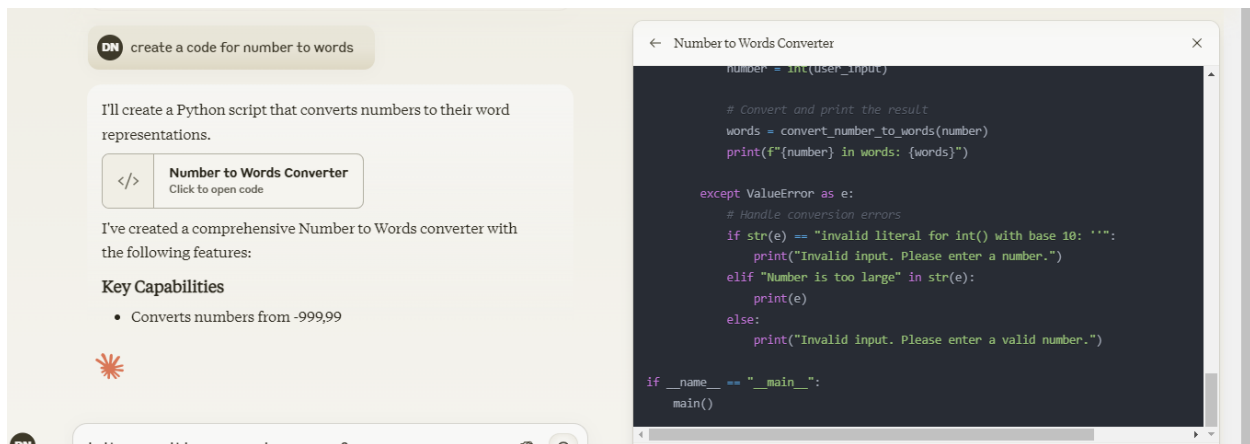 DN create a code for number to words
I'll create a Python script that converts numbers to their word
representations.
</> Number to Words Converter
Click to open code
I've created a comprehensive Number to Words converter with
the following features:
Key Capabilities
• Converts numbers from -999,99
← Number to Words Converter ×
number = int(user_input)
# Convert and print the result
words = convert_number_to_words(number)
print(f"{number} in words: {words}")
except ValueError as e:
# Handle conversion errors
if str(e) == "invalid literal for int() with base 10: ''":
print("Invalid input. Please enter a number.")
elif "Number is too large" in str(e):
print(e)
else:
print("Invalid input. Please enter a valid number.")
if __name__ == "__main__":
main()